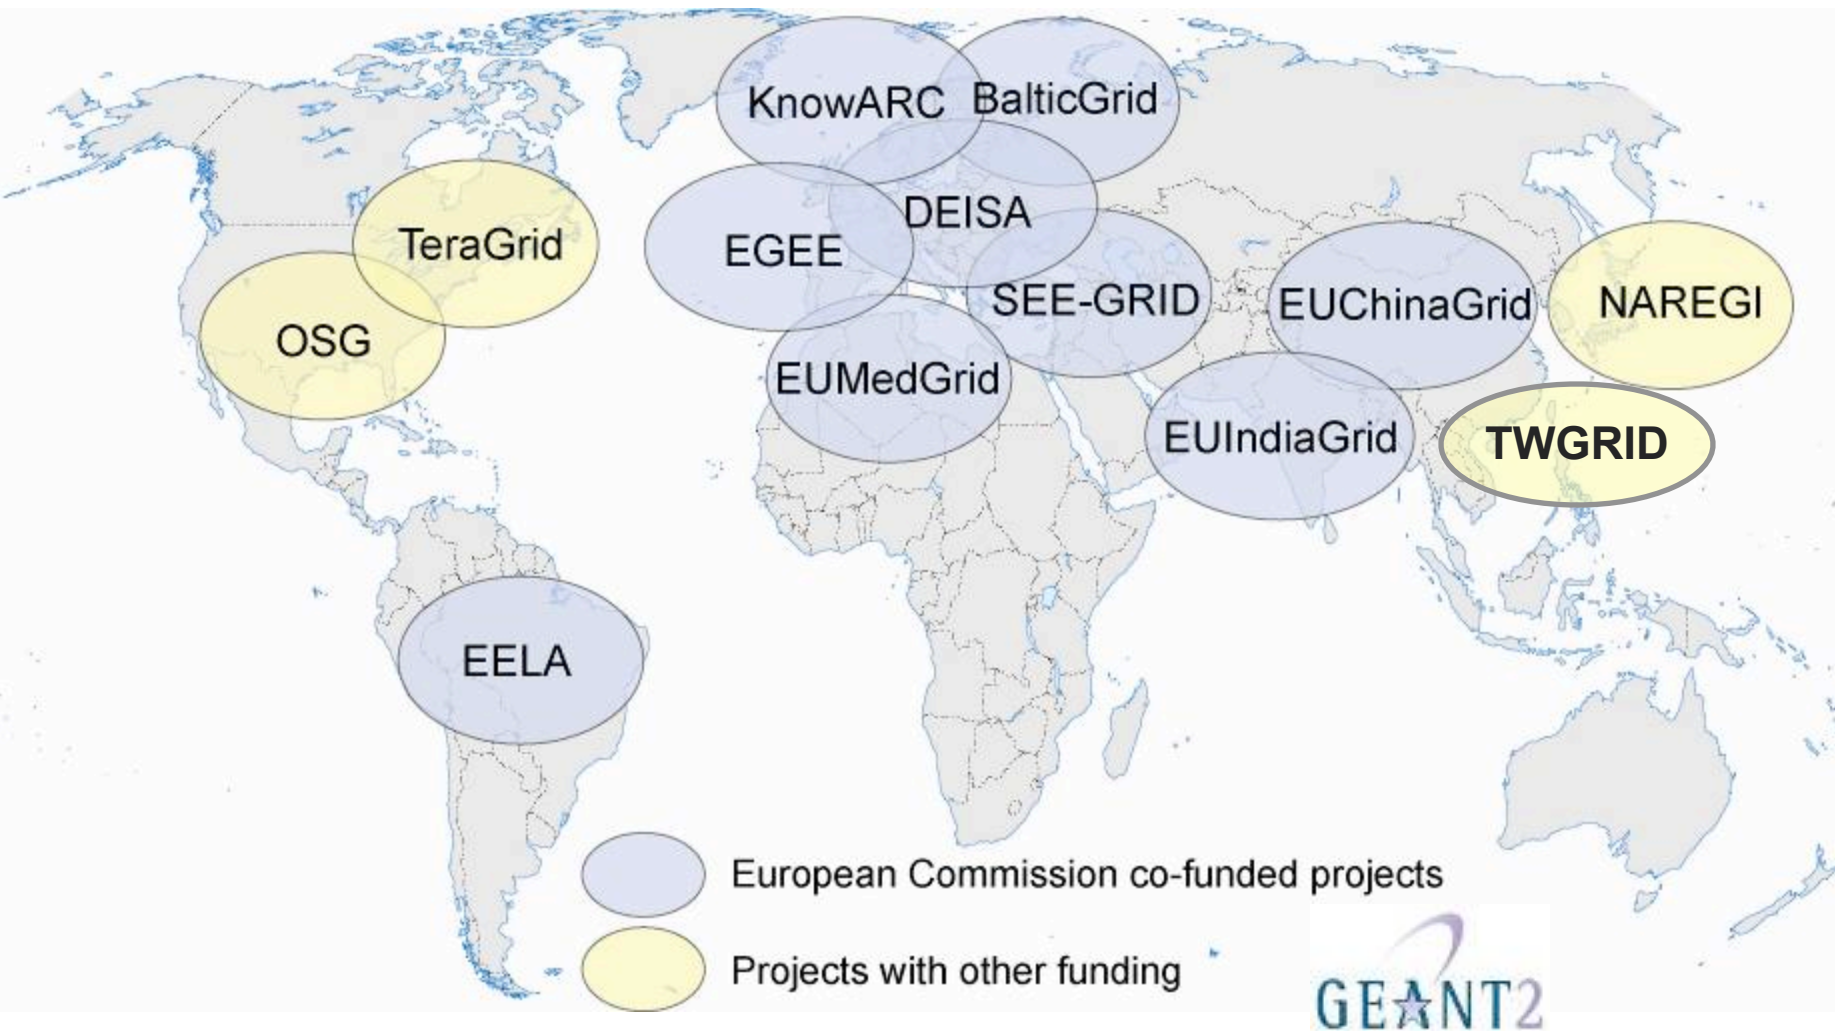 KnowARC
BalticGrid
DEISA
TeraGrid
EGEE
SEE-GRID
EUChinaGrid
NAREGI
OSG
EUMedGrid
EUIndiaGrid
TWGRID
EELA
European Commission co-funded projects
Projects with other funding
GEANT2